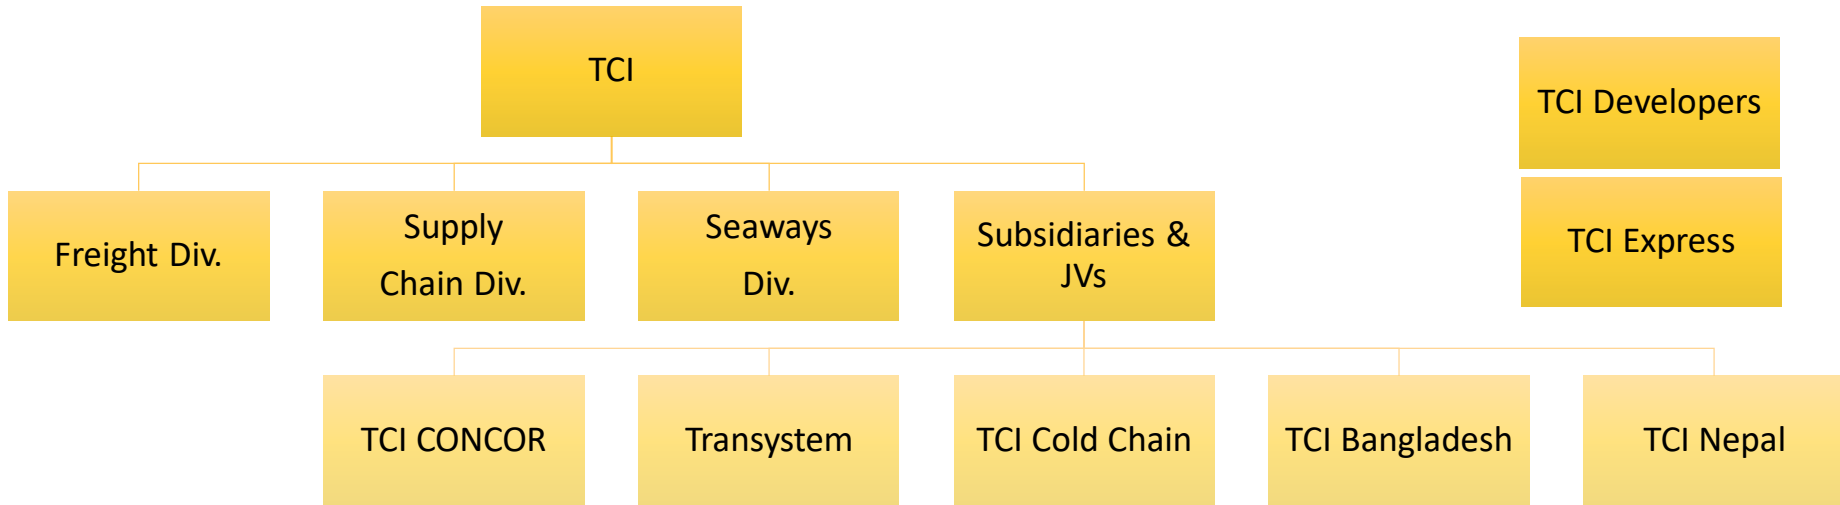 TCI
TCI Developers
TCI Express
Freight Div.
Supply
Chain Div.
Seaways
Div.
Subsidiaries &
JVs
TCI CONCOR
Transystem
TCI Cold Chain
TCI Bangladesh
TCI Nepal